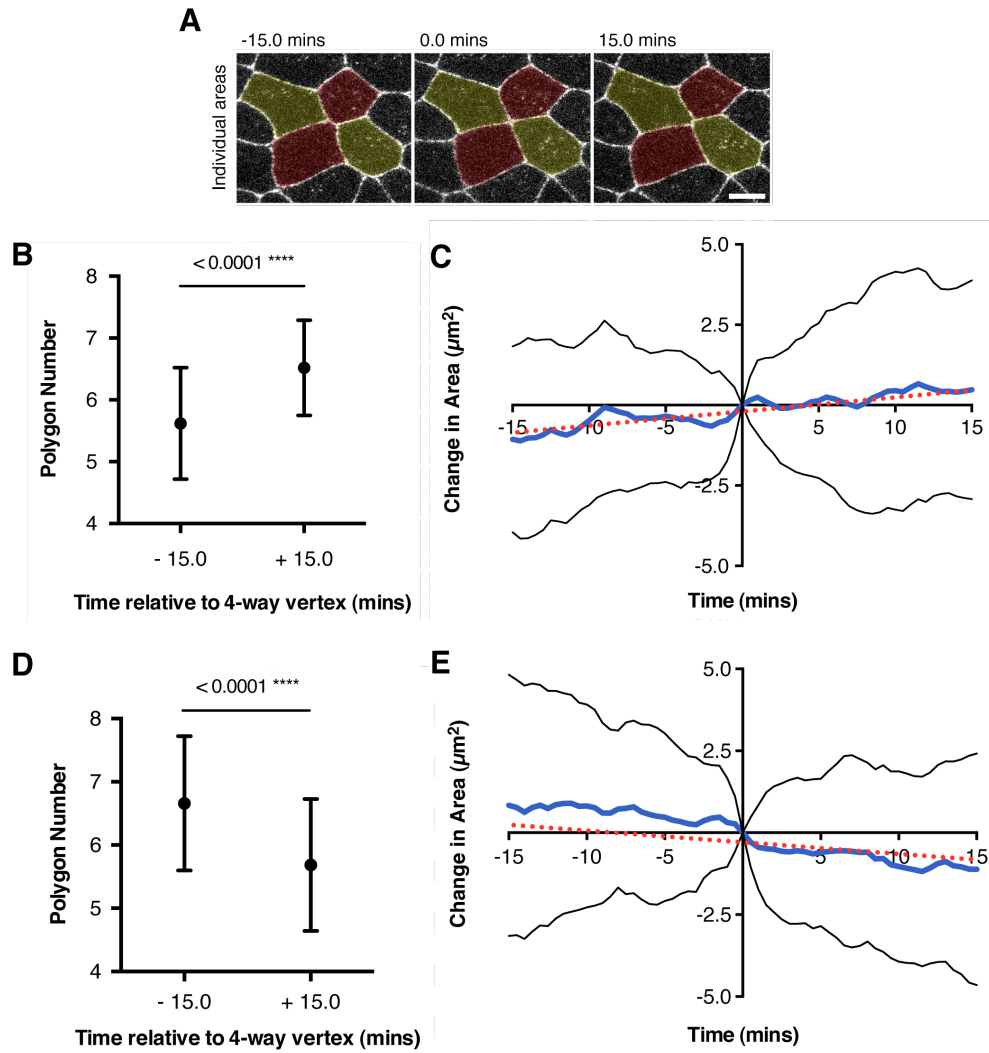 A
-15.0 mins
0.0 mins
15.0 mins
Individual areas
B
< 0.0001 ****
8
7
6
5
4
Polygon Number
- 15.0
+ 15.0
Time relative to 4-way vertex (mins)
C
5.0
2.5
-2.5
-5.0
-15
-10
-5
5
10
15
Change in Area (µm²)
Time (mins)
D
< 0.0001 ****
8
7
6
5
4
Polygon Number
- 15.0
+ 15.0
Time relative to 4-way vertex (mins)
E
5.0
2.5
-2.5
-5.0
-15
-10
-5
5
10
15
Change in Area (µm²)
Time (mins)